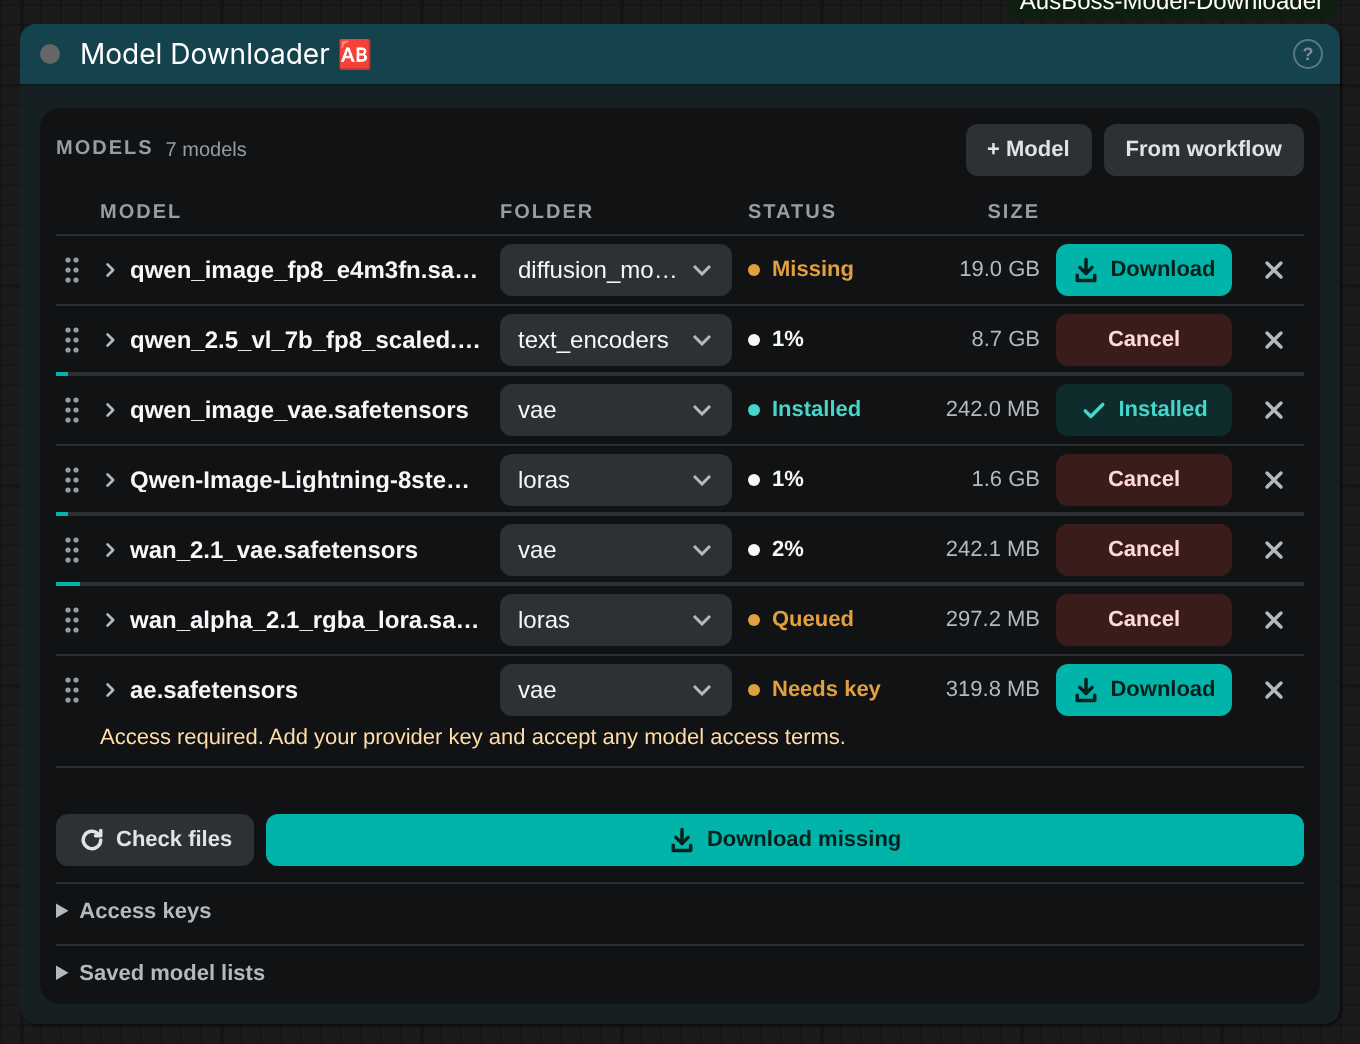 AusBoss-Model-Downloader
Model Downloader 🆎 ?
MODELS 7 models + Model From workflow
MODEL FOLDER STATUS SIZE
qwen_image_fp8_e4m3fn.sa... diffusion_mo... Missing 19.0 GB Download
qwen_2.5_vl_7b_fp8_scaled.... text_encoders 1% 8.7 GB Cancel
qwen_image_vae.safetensors vae Installed 242.0 MB Installed
Qwen-Image-Lightning-8ste... loras 1% 1.6 GB Cancel
wan_2.1_vae.safetensors vae 2% 242.1 MB Cancel
wan_alpha_2.1_rgba_lora.sa... loras Queued 297.2 MB Cancel
ae.safetensors vae Needs key 319.8 MB Download
Access required. Add your provider key and accept any model access terms.
Check files Download missing
Access keys
Saved model lists